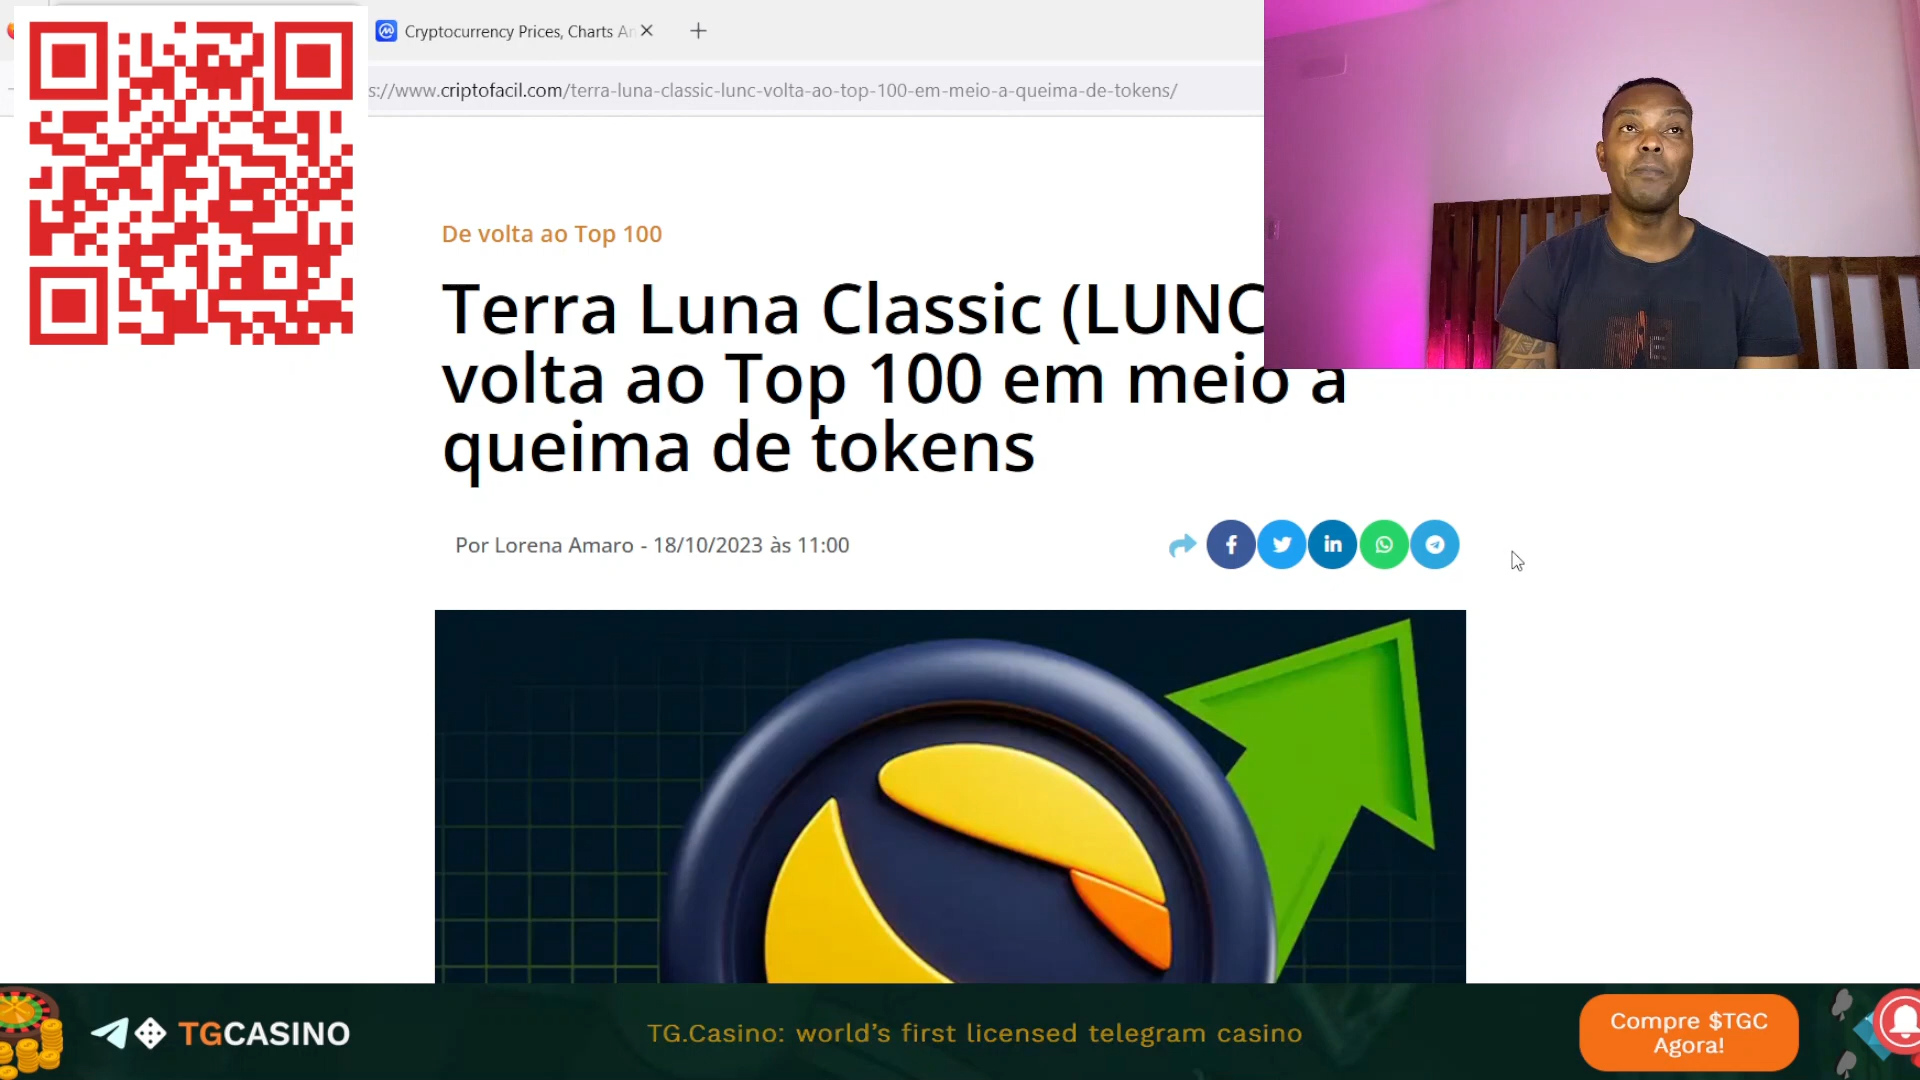 Cryptocurrency Prices, Charts An
s://www.criptofacil.com/terra-luna-classic-lunc-volta-ao-top-100-em-meio-a-queima-de-tokens/
De volta ao Top 100
Terra Luna Classic (LUNC
volta ao Top 100 em meio a
queima de tokens
Por Lorena Amaro - 18/10/2023 às 11:00
TGCASINO
TG.Casino: world's first licensed telegram casino
Compre $TGC
Agora!